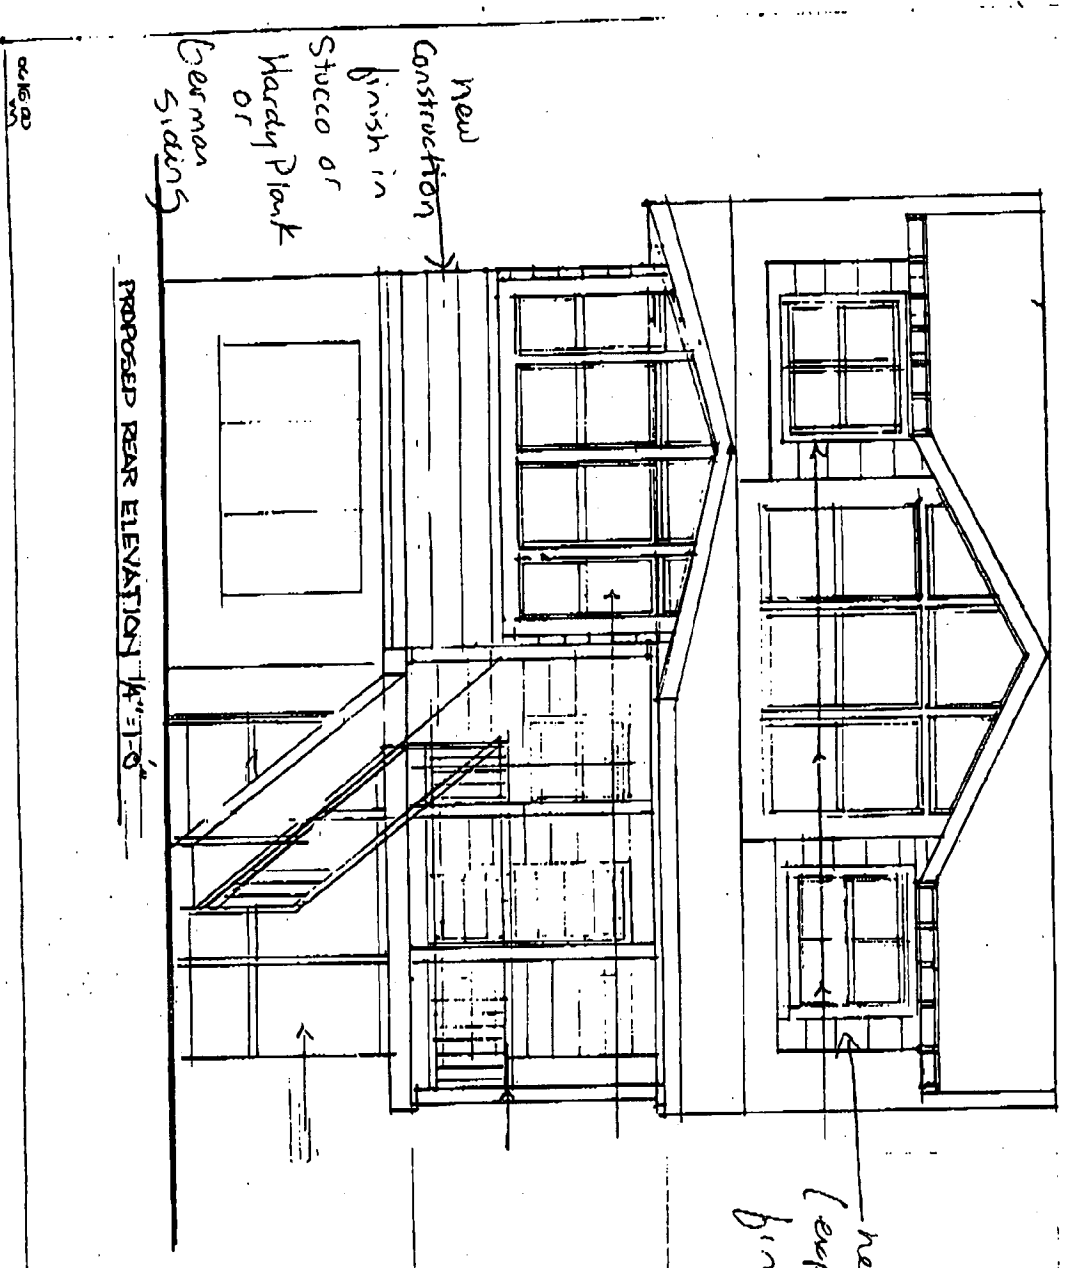 new
Construction
finish in
Stucco or
Hardy Plank
or
German
Siding
PROPOSED REAR ELEVATION 1/4"=1'-0"